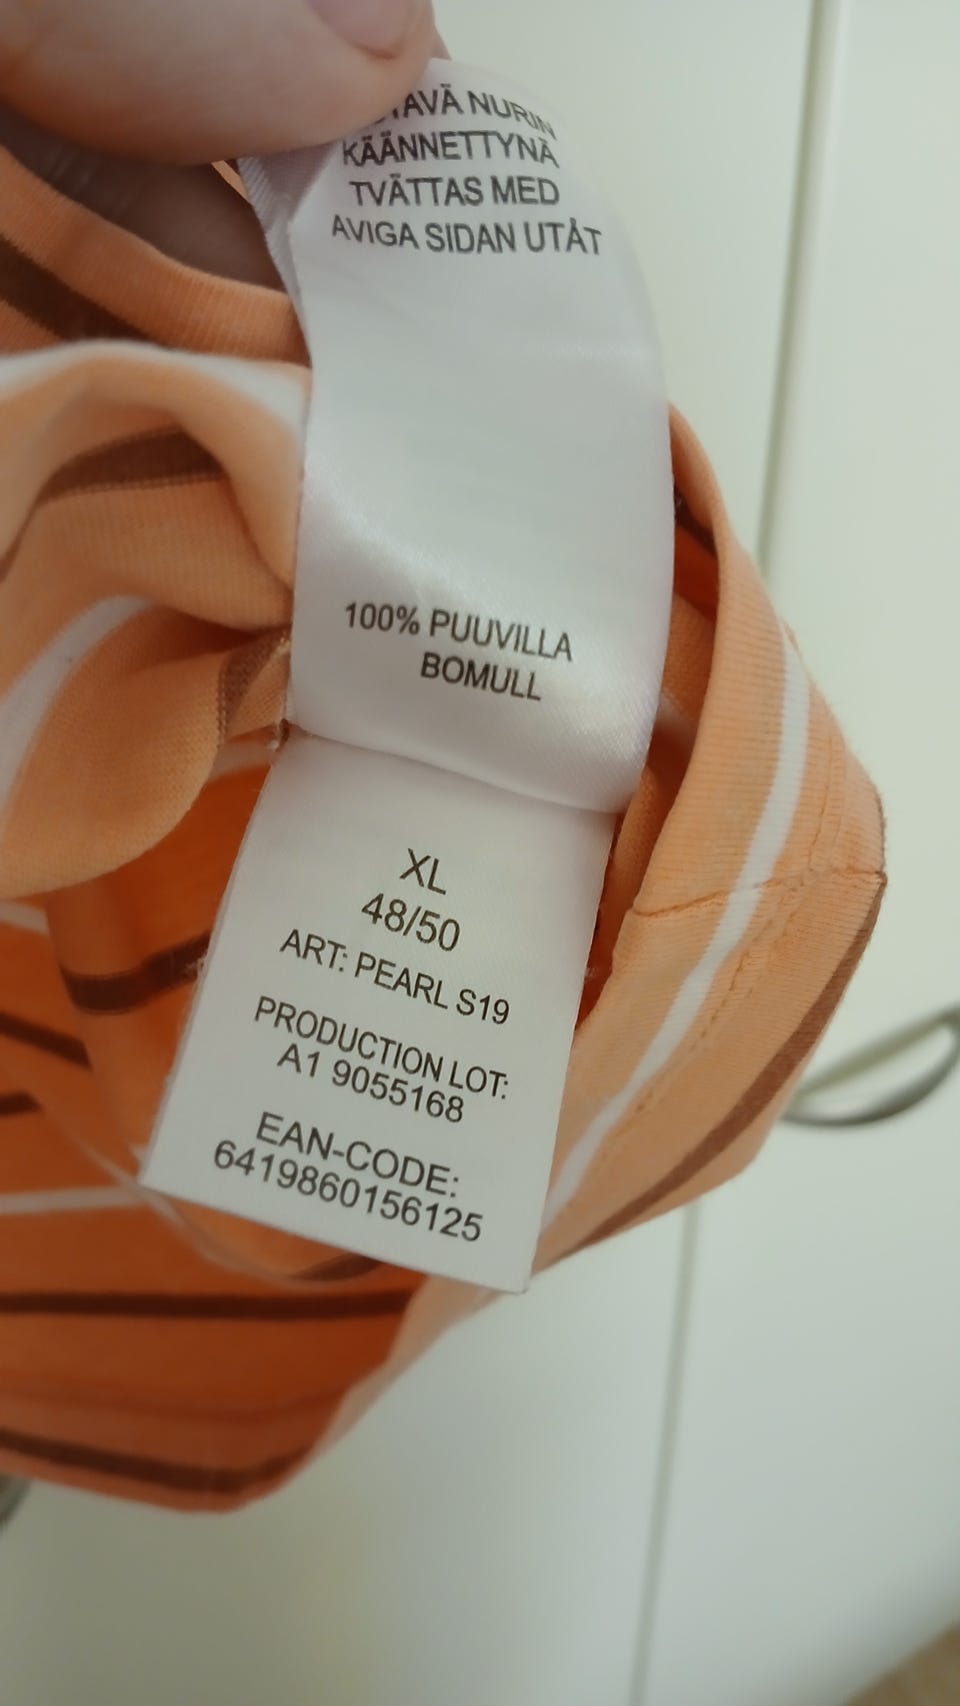 NURIN
KÄÄNNETTYNÄ
TVÄTTAS MED
AVIGA SIDAN UTÅT
100% PUUVILLA
BOMULL
XL
48/50
ART: PEARL S19
PRODUCTION LOT:
A1 9055168
EAN-CODE:
6419860156125